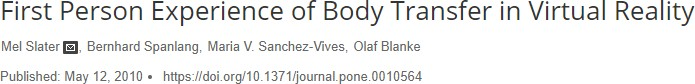 First Person Experience of Body Transfer in Virtual Reality
Mel Slater, Bernhard Spanlang, Maria V. Sanchez-Vives, Olaf Blanke
Published: May 12, 2010 • https://doi.org/10.1371/journal.pone.0010564